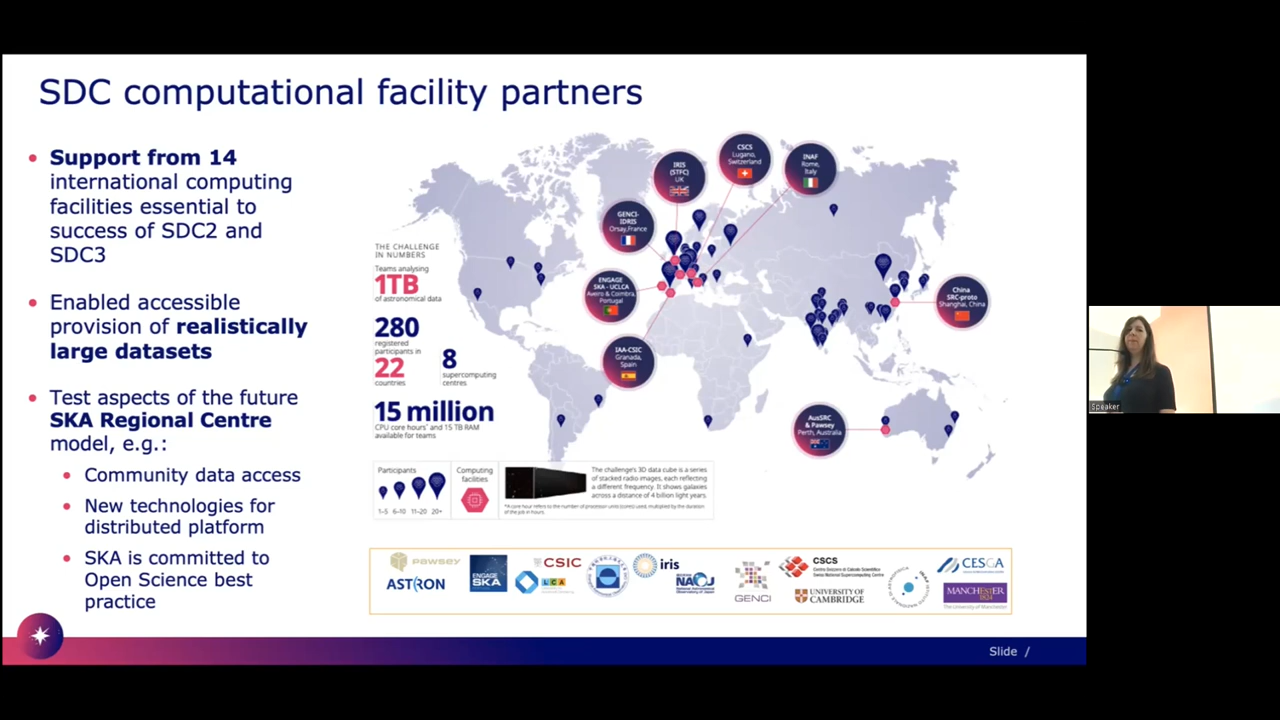 SDC computational facility partners
Support from 14
international computing
facilities essential to
success of SDC2 and
SDC3
Enabled accessible
provision of realistically
large datasets
Test aspects of the future
SKA Regional Centre
model, e.g.:
Community data access
New technologies for
distributed platform
SKA is committed to
Open Science best
practice
THE CHALLENGE
IN NUMBERS
Teams analysing
1TB
of astronomical data
280
registered
participants in
22
countries
8
supercomputing
centres
15 million
CPU core hours* and 15 TB RAM
available for teams
IRIS
(STFC)
UK
CSCS
Lugano,
Switzerland
INAF
Rome,
Italy
GENCI-
IDRIS
Orsay, France
ENGAGE
SKA - UCLCA
Aveiro & Coimbra,
Portugal
IAA-CSIC
Granada,
Spain
China
SRC-proto
Shanghai, China
AusSRC
& Pawsey
Perth, Australia
Participants
1–5 6–10 11–20 20+
Computing
facilities
The challenge's 3D data cube is a series
of stacked radio images, each reflecting
a different frequency. It shows galaxies
across a distance of 4 billion light years.
*A core hour refers to the number of processor units (cores) used, multiplied by the duration
of the job in hours.
pawsey
ASTRON
ENGAGE
SKA
CSIC
LCA
iris
NAOJ
National Astronomical
Observatory of Japan
GENCI
CSCS
Centro Svizzero di Calcolo Scientifico
Swiss National Supercomputing Centre
UNIVERSITY OF
CAMBRIDGE
CESGA
MANCHESTER
1824
The University of Manchester
Slide /
Speaker